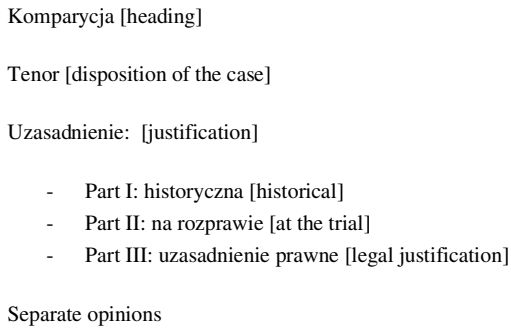 Komparycja [heading]
Tenor [disposition of the case]
Uzasadnienie:  [justification]
- Part I: historyczna [historical]
- Part II: na rozprawie [at the trial]
- Part III: uzasadnienie prawne [legal justification]
Separate opinions